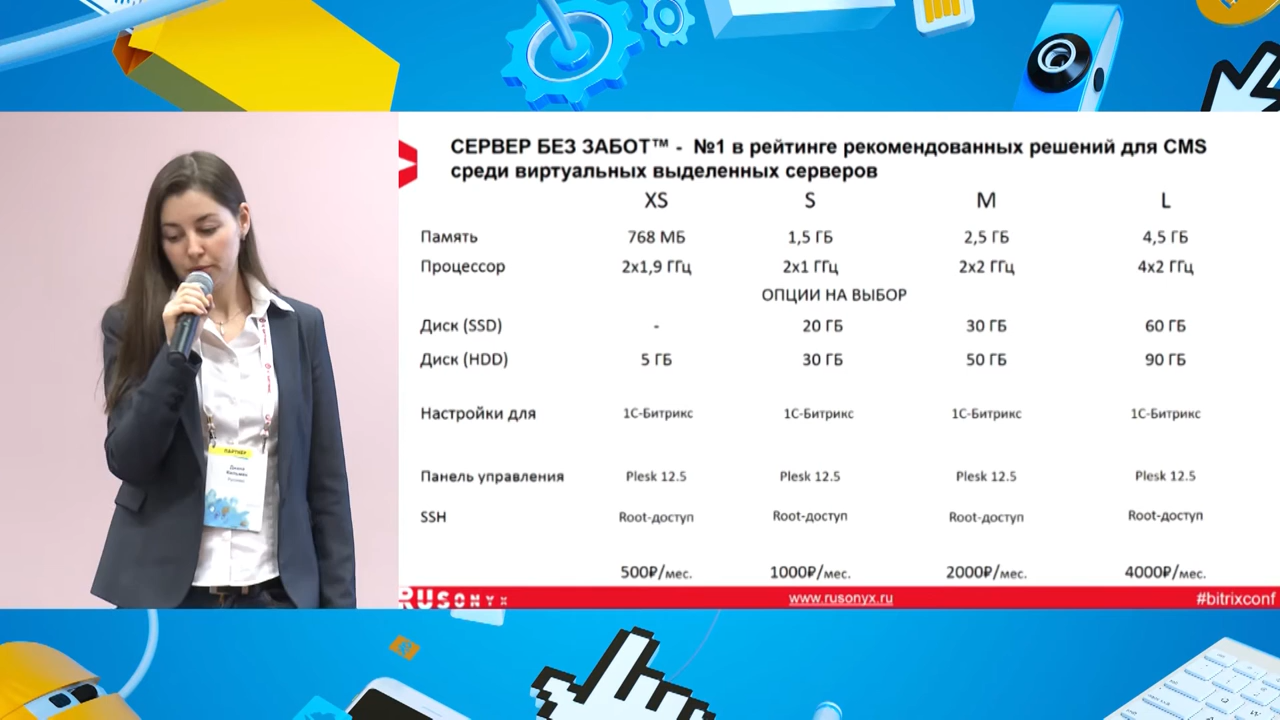 СЕРВЕР БЕЗ ЗАБОТ™ - №1 в рейтинге рекомендованных решений для CMS
среди виртуальных выделенных серверов
XS S M L
Память 768 МБ 1,5 ГБ 2,5 ГБ 4,5 ГБ
Процессор 2x1,9 ГГц 2x1 ГГц 2x2 ГГц 4x2 ГГц
ОПЦИИ НА ВЫБОР
Диск (SSD) - 20 ГБ 30 ГБ 60 ГБ
Диск (HDD) 5 ГБ 30 ГБ 50 ГБ 90 ГБ
Настройки для 1С-Битрикс 1С-Битрикс 1С-Битрикс 1С-Битрикс
Панель управления Plesk 12.5 Plesk 12.5 Plesk 12.5 Plesk 12.5
SSH Root-доступ Root-доступ Root-доступ Root-доступ
500₽/мес. 1000₽/мес. 2000₽/мес. 4000₽/мес.
RUSONYX www.rusonyx.ru #bitrixconf
ПАРТНЕР